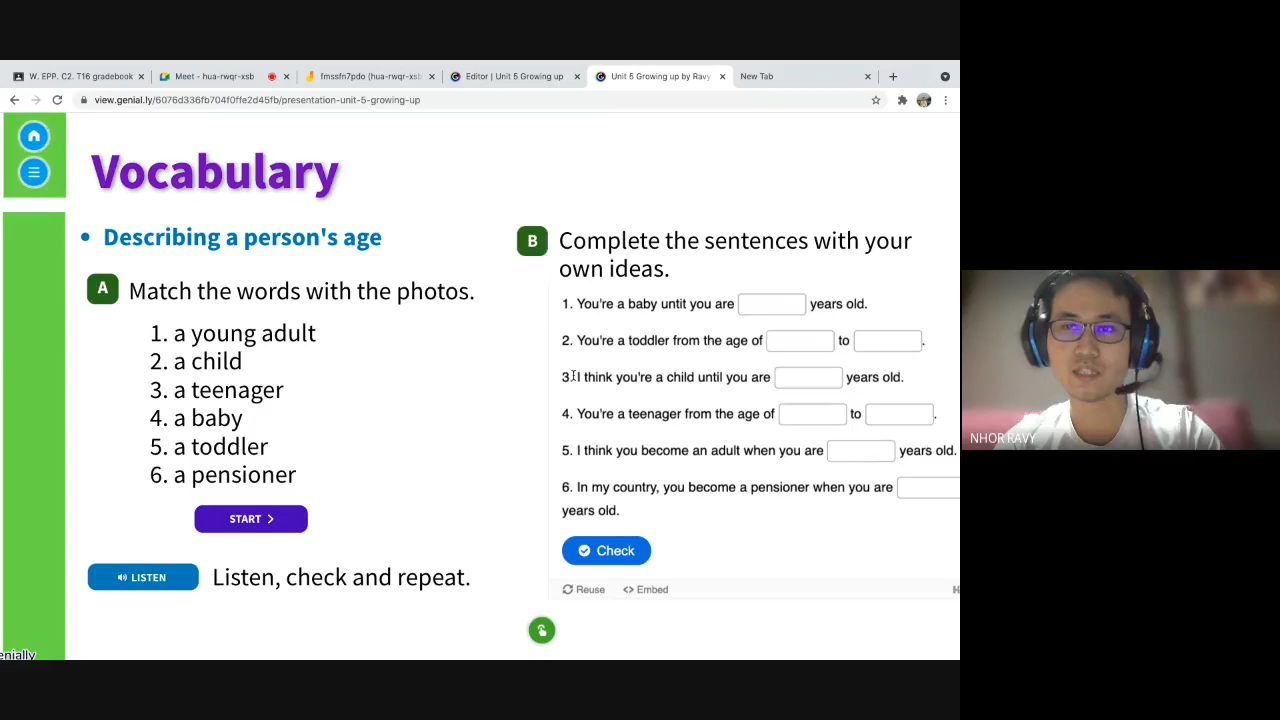 W. EPP. C2. T16 gradebook
Meet - hua-rwqr-xsb
fmssfn7pdo (hua-rwqr-xsb
Editor | Unit 5 Growing up
Unit 5 Growing up by Ravy
New Tab
view.genial.ly/6076d336fb704f0ffe2d45fb/presentation-unit-5-growing-up
Vocabulary
• Describing a person's age
A Match the words with the photos.
1. a young adult
2. a child
3. a teenager
4. a baby
5. a toddler
6. a pensioner
START >
LISTEN Listen, check and repeat.
B Complete the sentences with your
own ideas.
1. You're a baby until you are years old.
2. You're a toddler from the age of to .
3. I think you're a child until you are years old.
4. You're a teenager from the age of to .
5. I think you become an adult when you are years old.
6. In my country, you become a pensioner when you are
years old.
Check
Reuse <> Embed
enially
NHOR RAVY